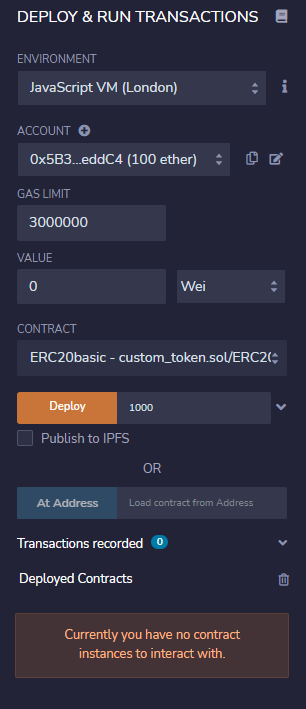 DEPLOY & RUN TRANSACTIONS
ENVIRONMENT
JavaScript VM (London)
ACCOUNT
0x5B3...eddC4 (100 ether)
GAS LIMIT
3000000
VALUE
0 Wei
CONTRACT
ERC20basic - custom_token.sol/ERC20
Deploy 1000
Publish to IPFS
OR
At Address Load contract from Address
Transactions recorded 0
Deployed Contracts
Currently you have no contract
instances to interact with.